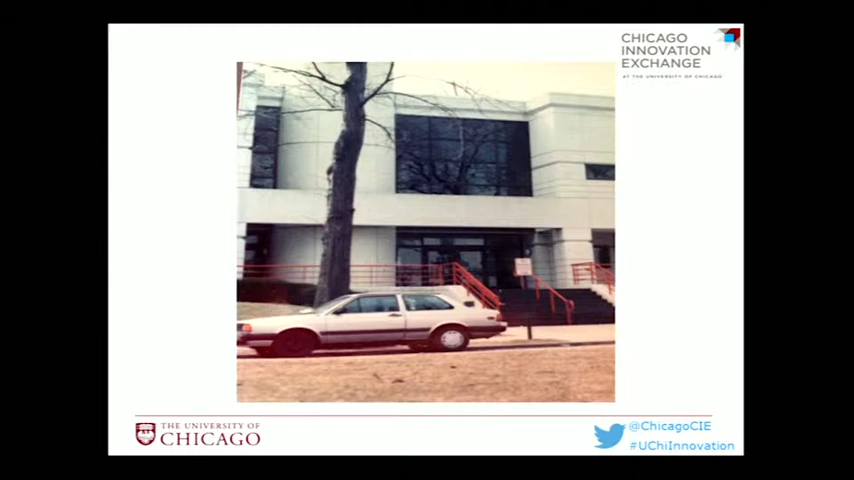 CHICAGO
INNOVATION
EXCHANGE
AT THE UNIVERSITY OF CHICAGO
THE UNIVERSITY OF
CHICAGO
@ChicagoCIE
#UChiInnovation